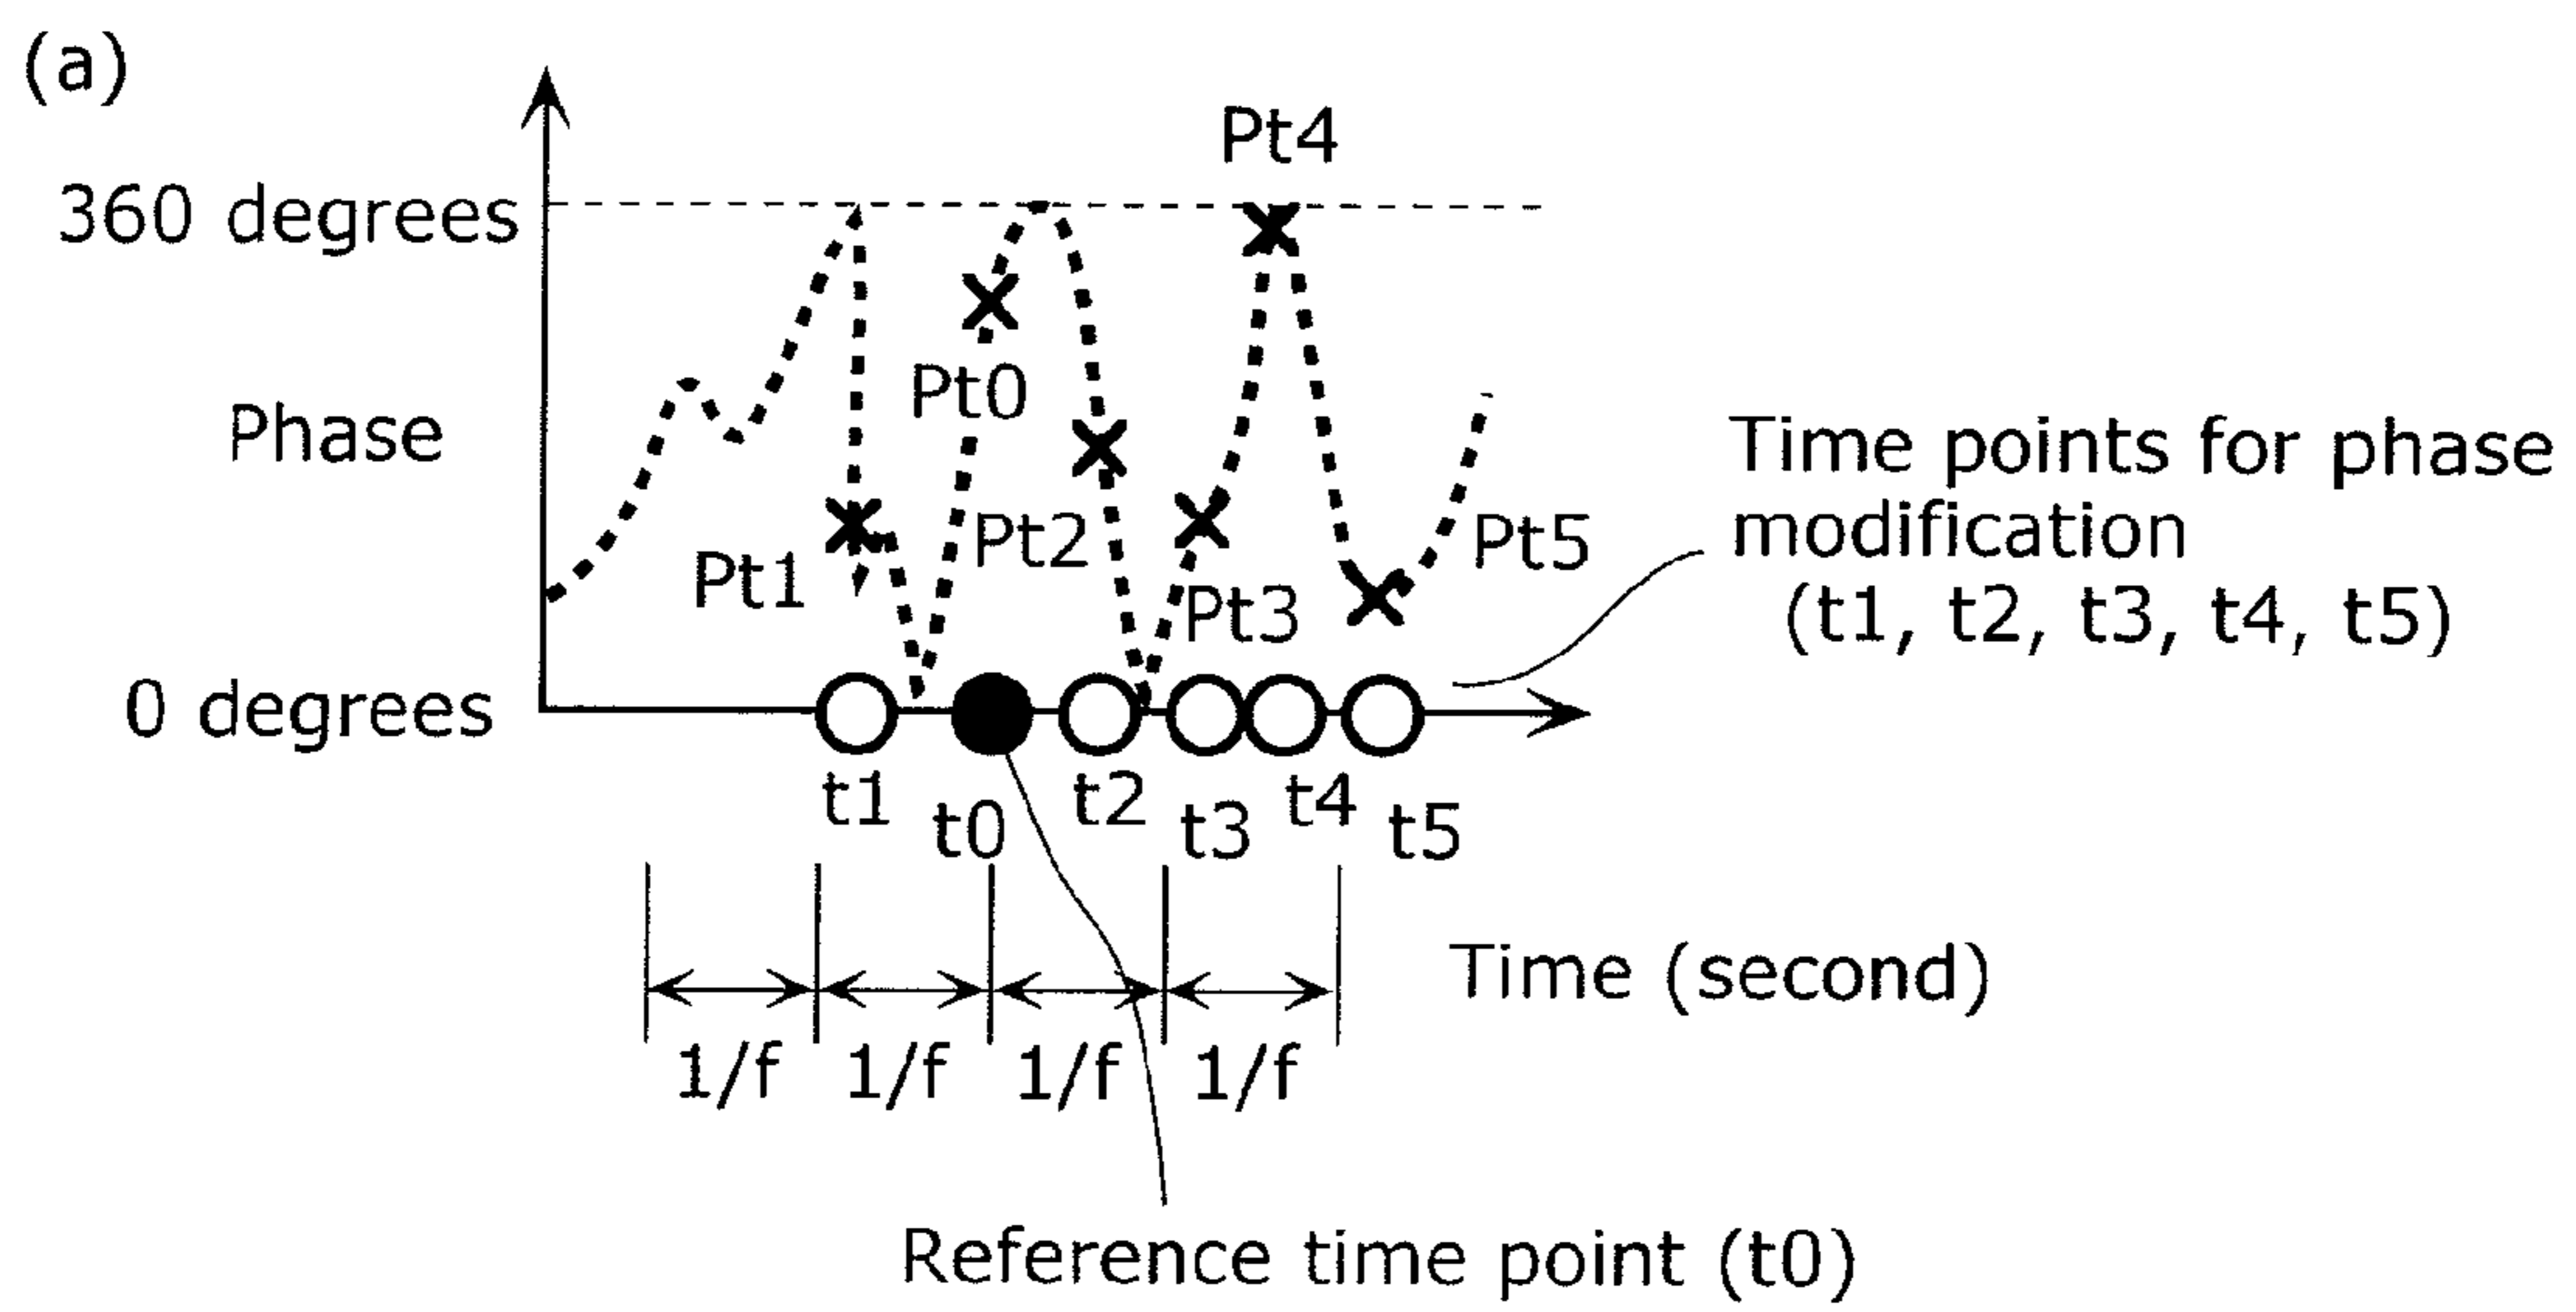 (a)
Pt4
360 degrees
Pt0
Phase
Time points for phase
modification
(t1, t2, t3, t4, t5)
Pt2
Pt5
Pt1
Pt3
0 degrees
t1
t0
t2
t3
t4
t5
Time (second)
1/f
1/f
1/f
1/f
Reference time point (t0)